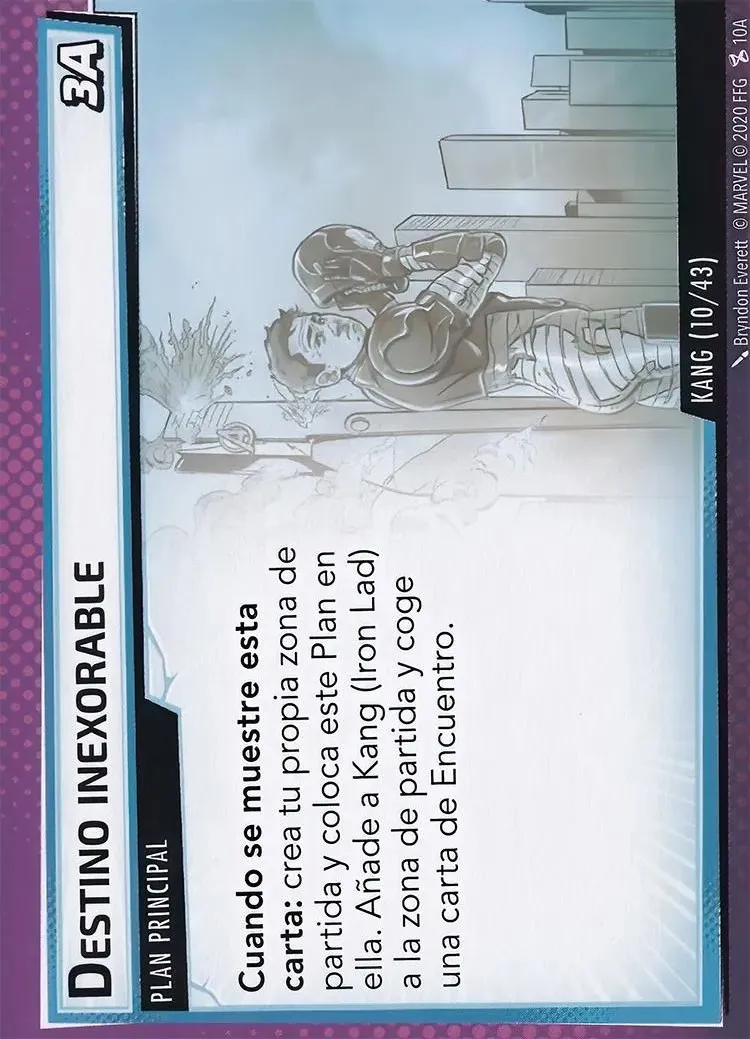 DESTINO INEXORABLE
3A
PLAN PRINCIPAL
Cuando se muestre esta
carta: crea tu propia zona de
partida y coloca este Plan en
ella. Añade a Kang (Iron Lad)
a la zona de partida y coge
una carta de Encuentro.
KANG (10/43)
Bryndon Everett © MARVEL © 2020 FFG 10A